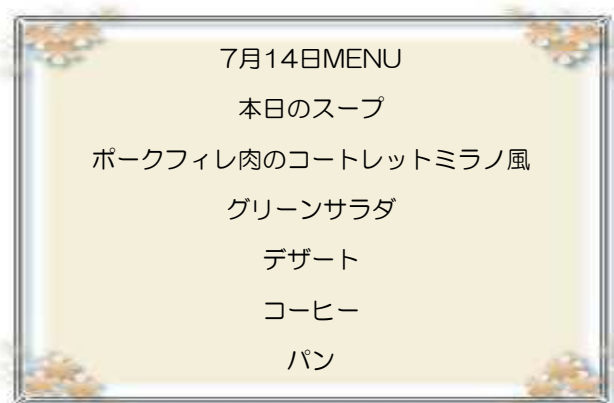 7月14日MENU
本日のスープ
ポークフィレ肉のコートレットミラノ風
グリーンサラダ
デザート
コーヒー
パン